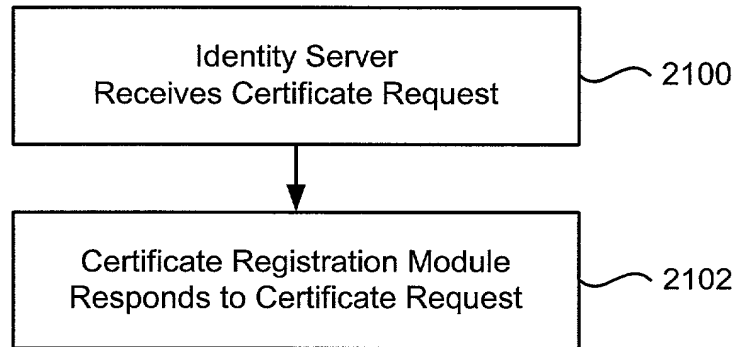 Identity Server
Receives Certificate Request
2100
Certificate Registration Module
Responds to Certificate Request
2102